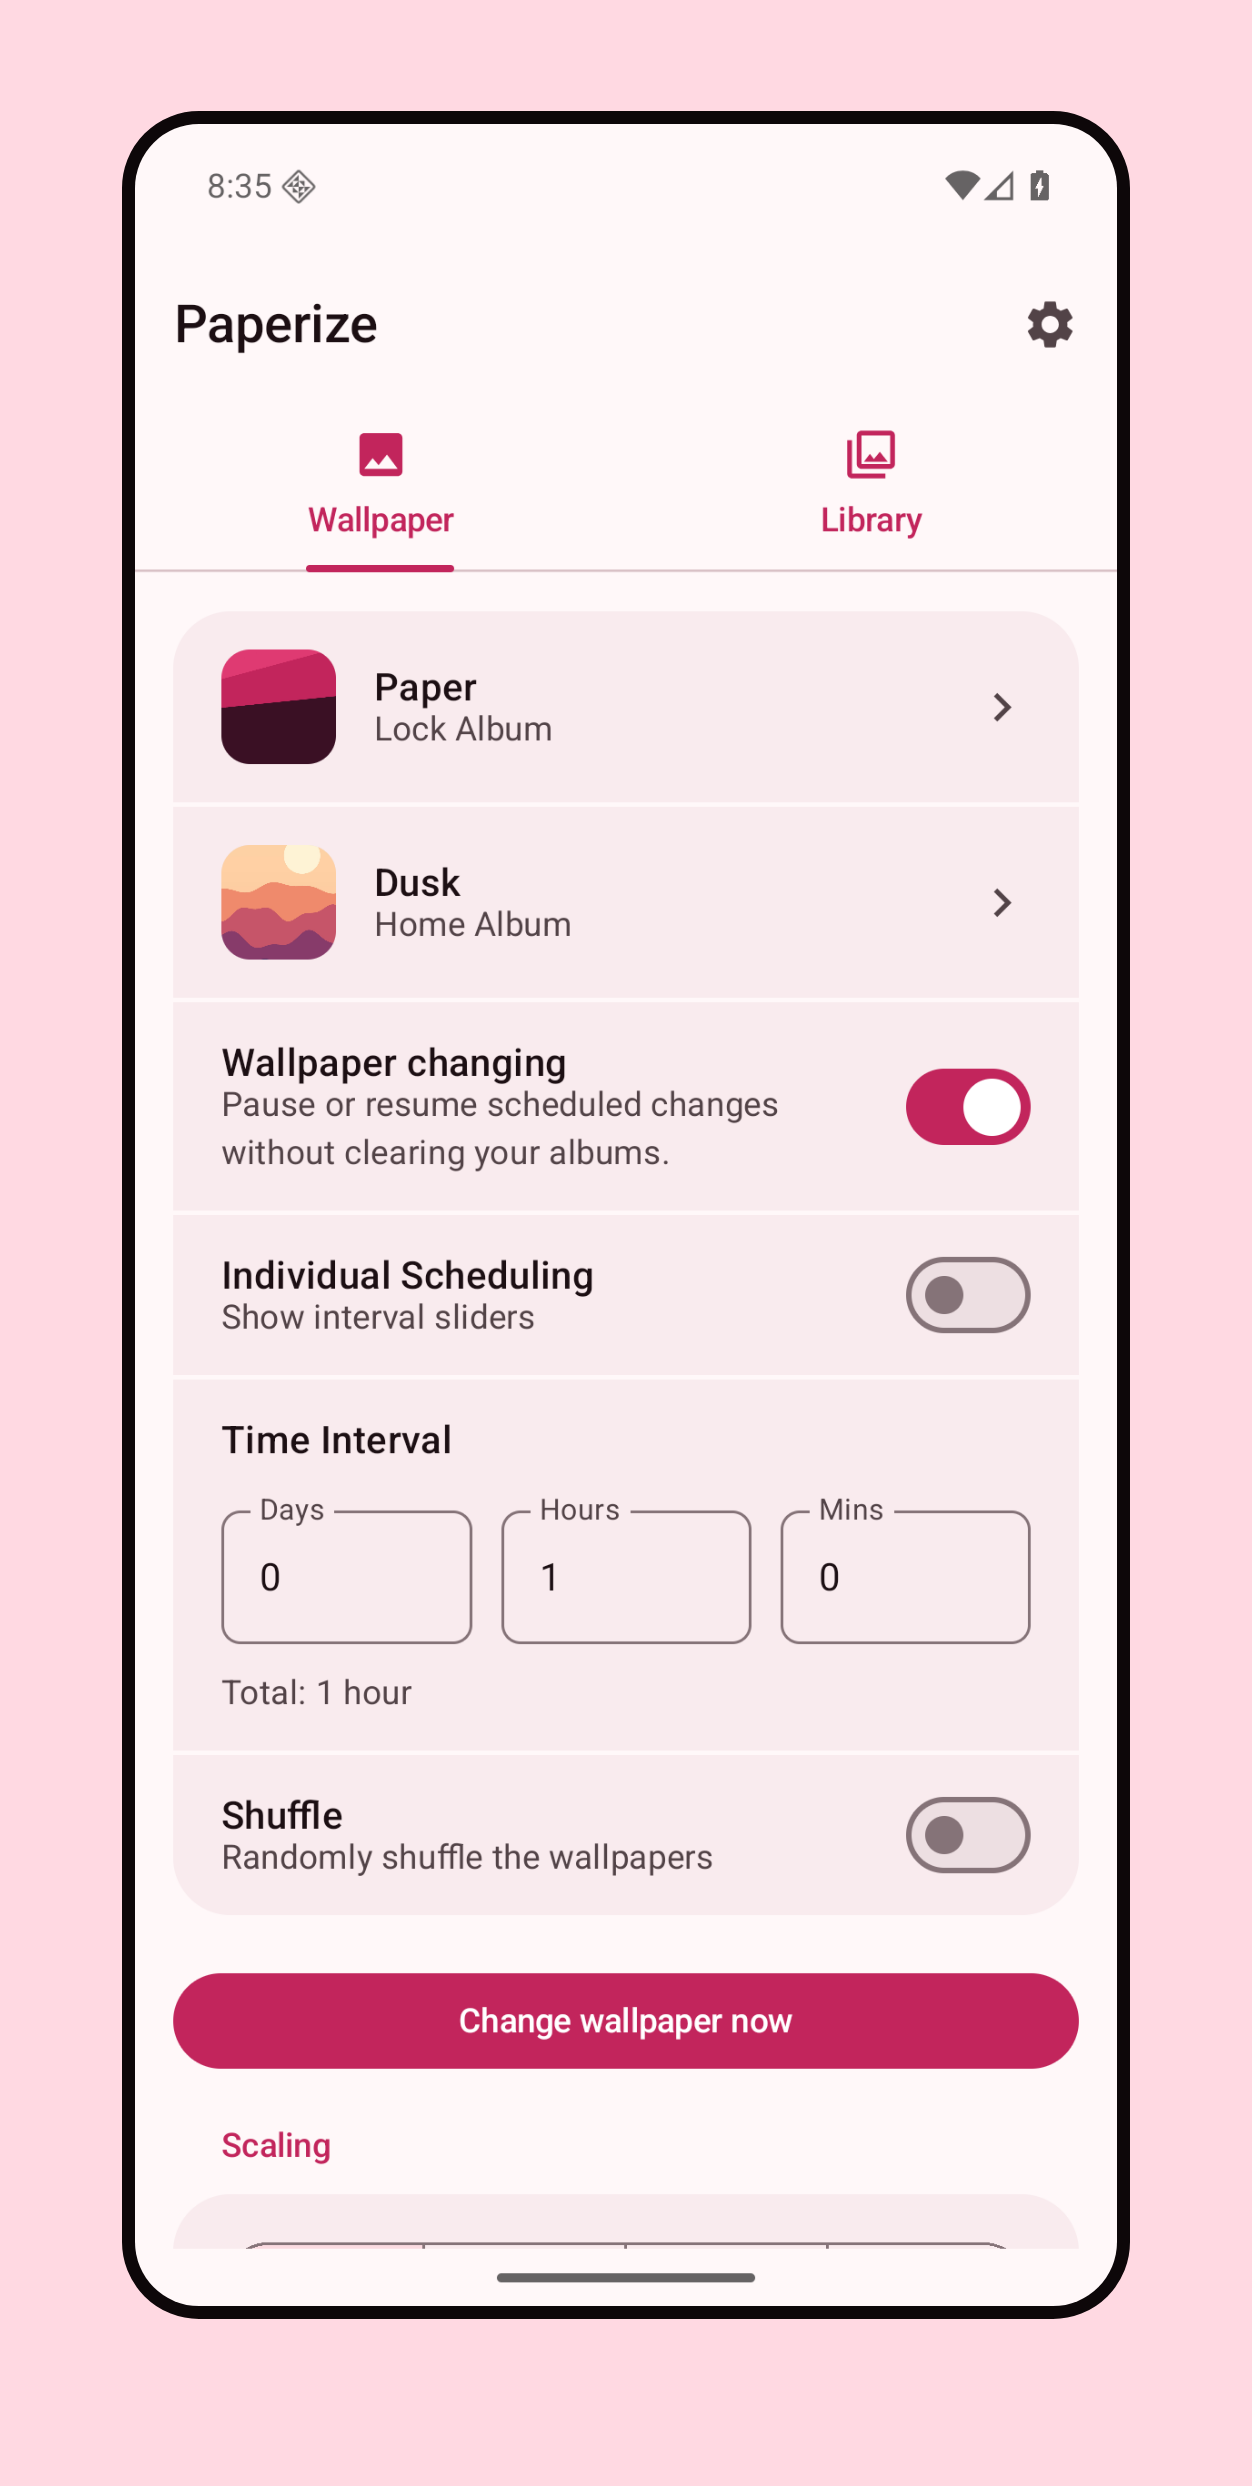 8:35
Paperize
Wallpaper
Library
Paper
Lock Album
Dusk
Home Album
Wallpaper changing
Pause or resume scheduled changes
without clearing your albums.
Individual Scheduling
Show interval sliders
Time Interval
Days
Hours
Mins
0
1
0
Total: 1 hour
Shuffle
Randomly shuffle the wallpapers
Change wallpaper now
Scaling